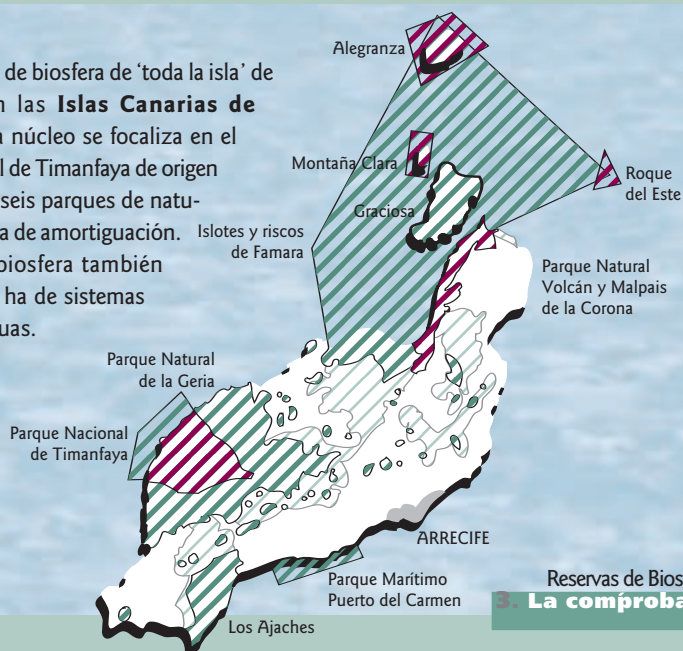 de biosfera de ‘toda la isla’ de
las Islas Canarias de
núcleo se focaliza en el
de Timanfaya de origen
seis parques de natu-
de amortiguación.
biosfera también
ha de sistemas
Alegranza
Montaña Clara
Graciosa
Roque
del Este
Islotes y riscos
de Famara
Parque Natural
Volcán y Malpais
de la Corona
Parque Natural
de la Geria
Parque Nacional
de Timanfaya
ARRECIFE
Parque Marítimo
Puerto del Carmen
Los Ajaches
Reservas de Bios
3. La comproba